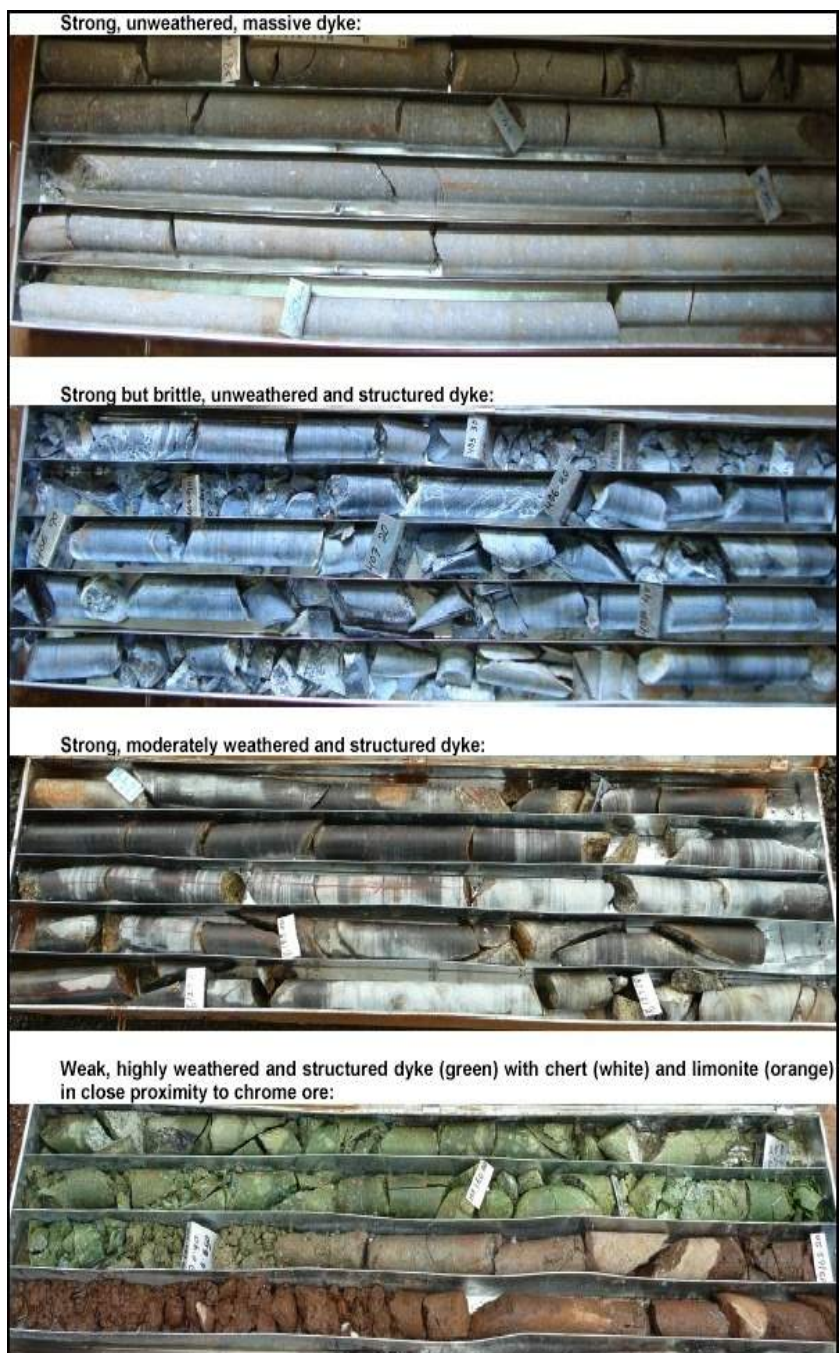 Strong, unweathered, massive dyke:
Strong but brittle, unweathered and structured dyke:
Strong, moderately weathered and structured dyke:
Weak, highly weathered and structured dyke (green) with chert (white) and limonite (orange)
in close proximity to chrome ore: